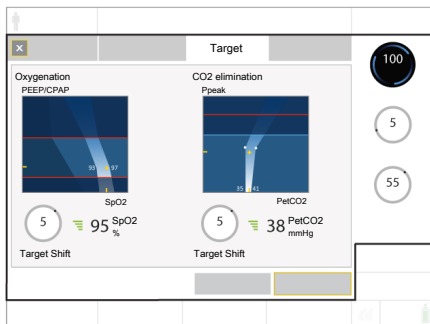 Target
100
Oxygenation
CO2 elimination
PEEP/CPAP
Ppeak
5
93 97
35 41
SpO2
PetCO2
55
5
95 SpO2 %
5
38 PetCO2 mmHg
Target Shift
Target Shift